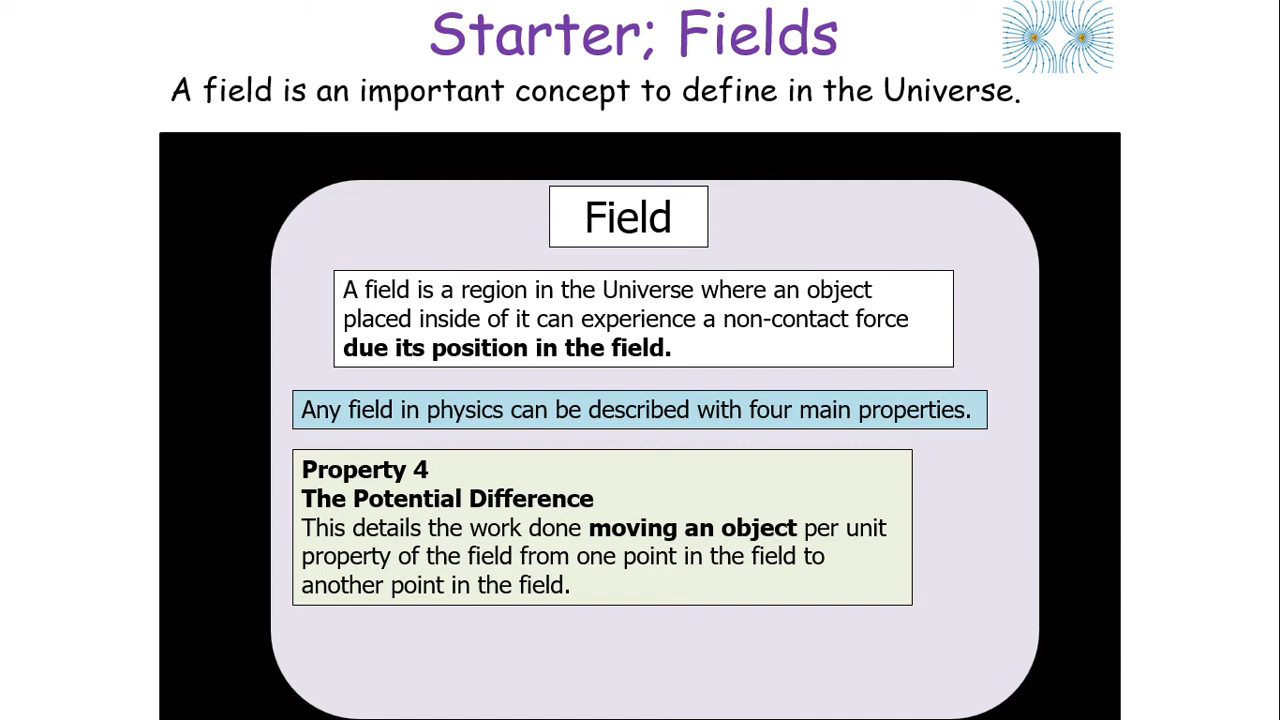 Starter; Fields
A field is an important concept to define in the Universe.
Field
A field is a region in the Universe where an object
placed inside of it can experience a non-contact force
due its position in the field.
Any field in physics can be described with four main properties.
Property 4
The Potential Difference
This details the work done moving an object per unit
property of the field from one point in the field to
another point in the field.